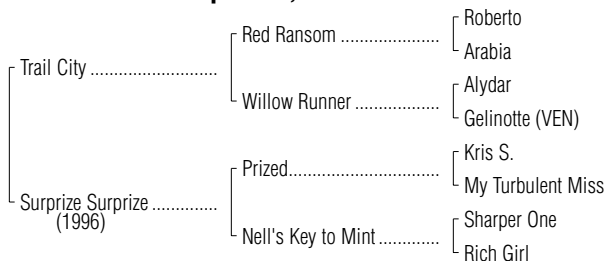 Roberto
Red Ransom ....................
Arabia
Trail City ...........................
Alydar
Willow Runner ..................
Gelinotte (VEN)
Kris S.
Prized................................
My Turbulent Miss
Surprize Surprize ..............
(1996)
Sharper One
Nell's Key to Mint .............
Rich Girl